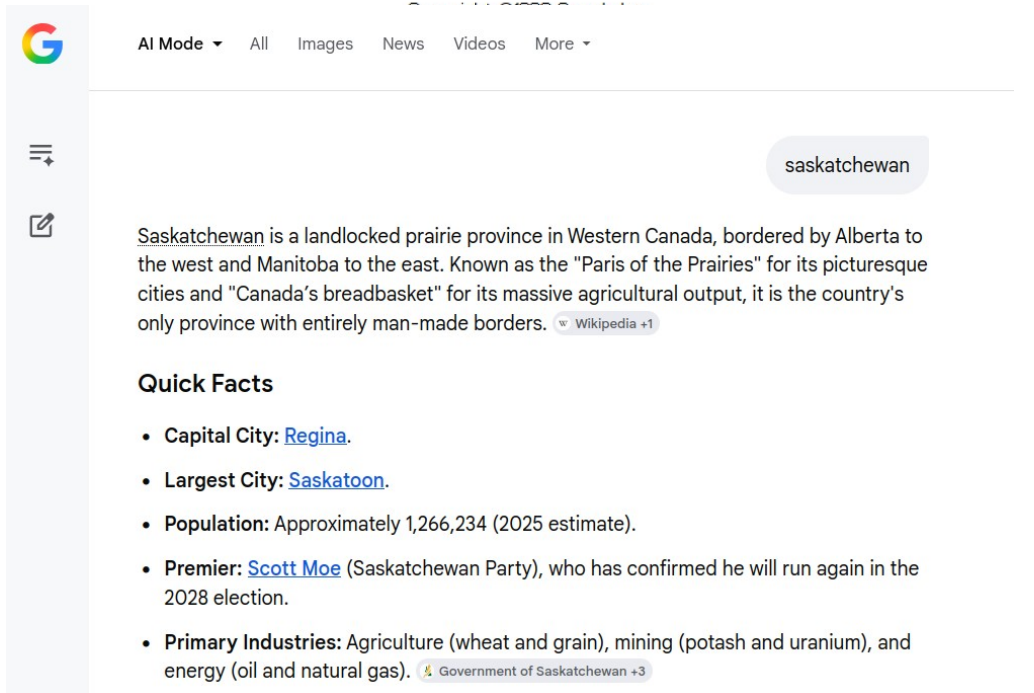 AI Mode All Images News Videos More
saskatchewan
Saskatchewan is a landlocked prairie province in Western Canada, bordered by Alberta to
the west and Manitoba to the east. Known as the "Paris of the Prairies" for its picturesque
cities and "Canada’s breadbasket" for its massive agricultural output, it is the country's
only province with entirely man-made borders. W Wikipedia +1
Quick Facts
• Capital City: Regina.
• Largest City: Saskatoon.
• Population: Approximately 1,266,234 (2025 estimate).
• Premier: Scott Moe (Saskatchewan Party), who has confirmed he will run again in the
2028 election.
• Primary Industries: Agriculture (wheat and grain), mining (potash and uranium), and
energy (oil and natural gas). Government of Saskatchewan +3